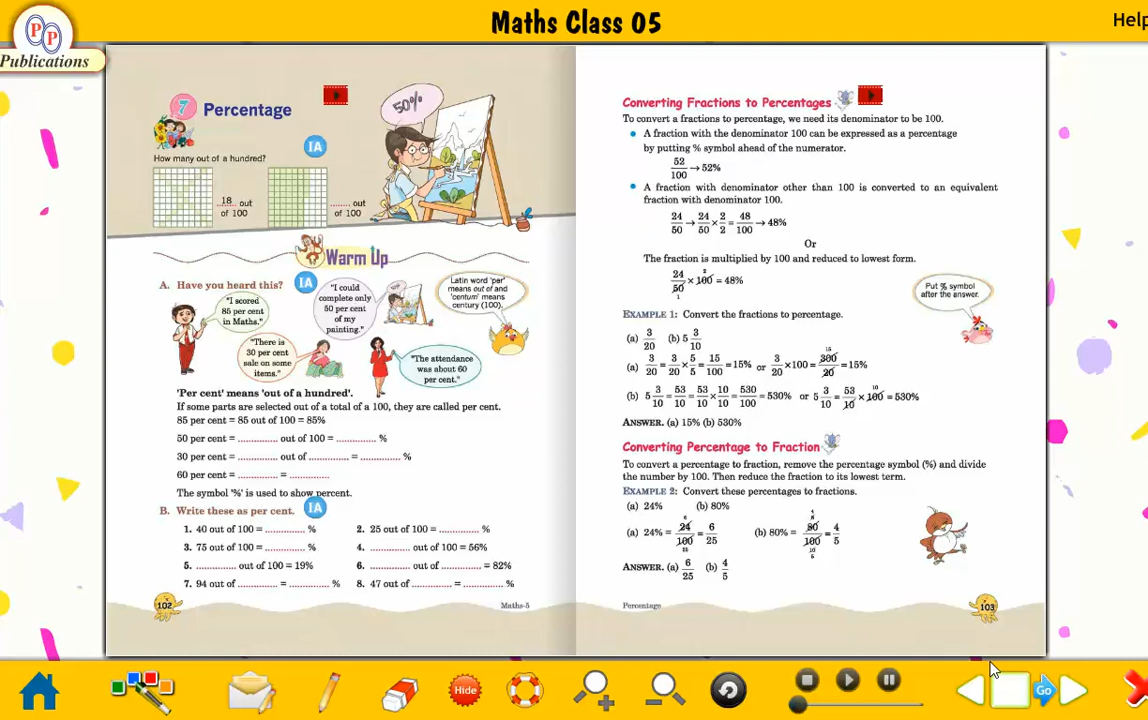 Maths Class 05
Help
PP
Publications
7 Percentage
50%
IA
How many out of a hundred?
18 out of 100
........ out of 100
Warm Up
A. Have you heard this? IA
"I scored
85 per cent
in Maths."
"I could
complete only
50 per cent
of my
painting."
Latin word 'per'
means out of and
'centum' means
century (100).
"There is
30 per cent
sale on some
items."
"The attendance
was about 60
per cent."
'Per cent' means 'out of a hundred'.
If some parts are selected out of a total of a 100, they are called per cent.
85 per cent = 85 out of 100 = 85%
50 per cent = .............. out of 100 = .............. %
30 per cent = .............. out of .............. = .............. %
60 per cent = .............. = ..............
The symbol '%' is used to show percent.
B. Write these as per cent. IA
1. 40 out of 100 = .............. %
2. 25 out of 100 = .............. %
3. 75 out of 100 = .............. %
4. .............. out of 100 = 56%
5. .............. out of 100 = 19%
6. .............. out of .............. = 82%
7. 94 out of .............. = .............. %
8. 47 out of .............. = .............. %
102
Maths-5
Converting Fractions to Percentages
To convert a fractions to percentage, we need its denominator to be 100.
• A fraction with the denominator 100 can be expressed as a percentage
by putting % symbol ahead of the numerator.
52/100 → 52%
• A fraction with denominator other than 100 is converted to an equivalent
fraction with denominator 100.
24/50 → 24/50 × 2/2 = 48/100 → 48%
Or
The fraction is multiplied by 100 and reduced to lowest form.
24/50 × 100 = 48%
2
1
Put % symbol
after the answer.
EXAMPLE 1: Convert the fractions to percentage.
(a) 3/20 (b) 5 3/10
(a) 3/20 = 3/20 × 5/5 = 15/100 = 15% or 3/20 × 100 = 300/20 = 15%
15
(b) 5 3/10 = 53/10 = 53/10 × 10/10 = 530/100 = 530% or 5 3/10 = 53/10 × 100 = 530%
10
ANSWER. (a) 15% (b) 530%
Converting Percentage to Fraction
To convert a percentage to fraction, remove the percentage symbol (%) and divide
the number by 100. Then reduce the fraction to its lowest term.
EXAMPLE 2: Convert these percentages to fractions.
(a) 24% (b) 80%
(a) 24% = 24/100 = 6/25 (b) 80% = 80/100 = 4/5
ANSWER. (a) 6/25 (b) 4/5
Percentage
103
Hide
Go